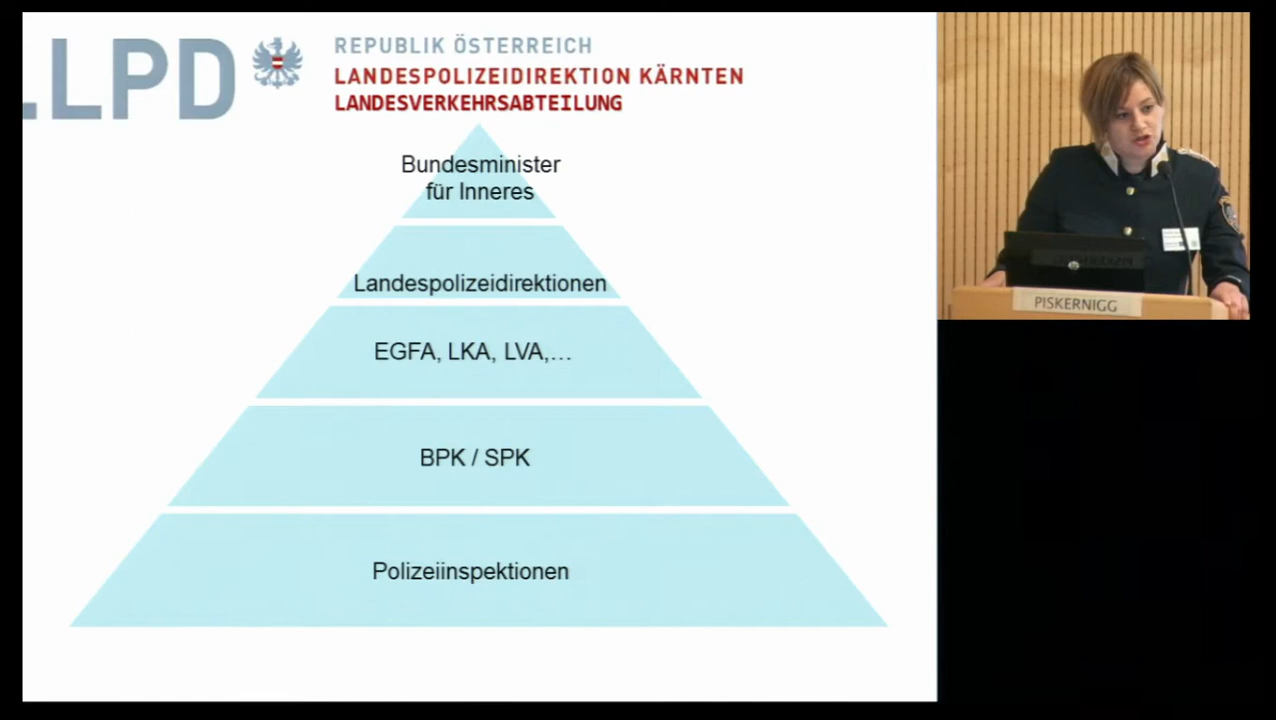 .LPD
REPUBLIK ÖSTERREICH
LANDESPOLIZEIDIREKTION KÄRNTEN
LANDESVERKEHRSABTEILUNG
Bundesminister
für Inneres
Landespolizeidirektionen
EGFA, LKA, LVA,...
BPK / SPK
Polizeiinspektionen
PISKERNIGG